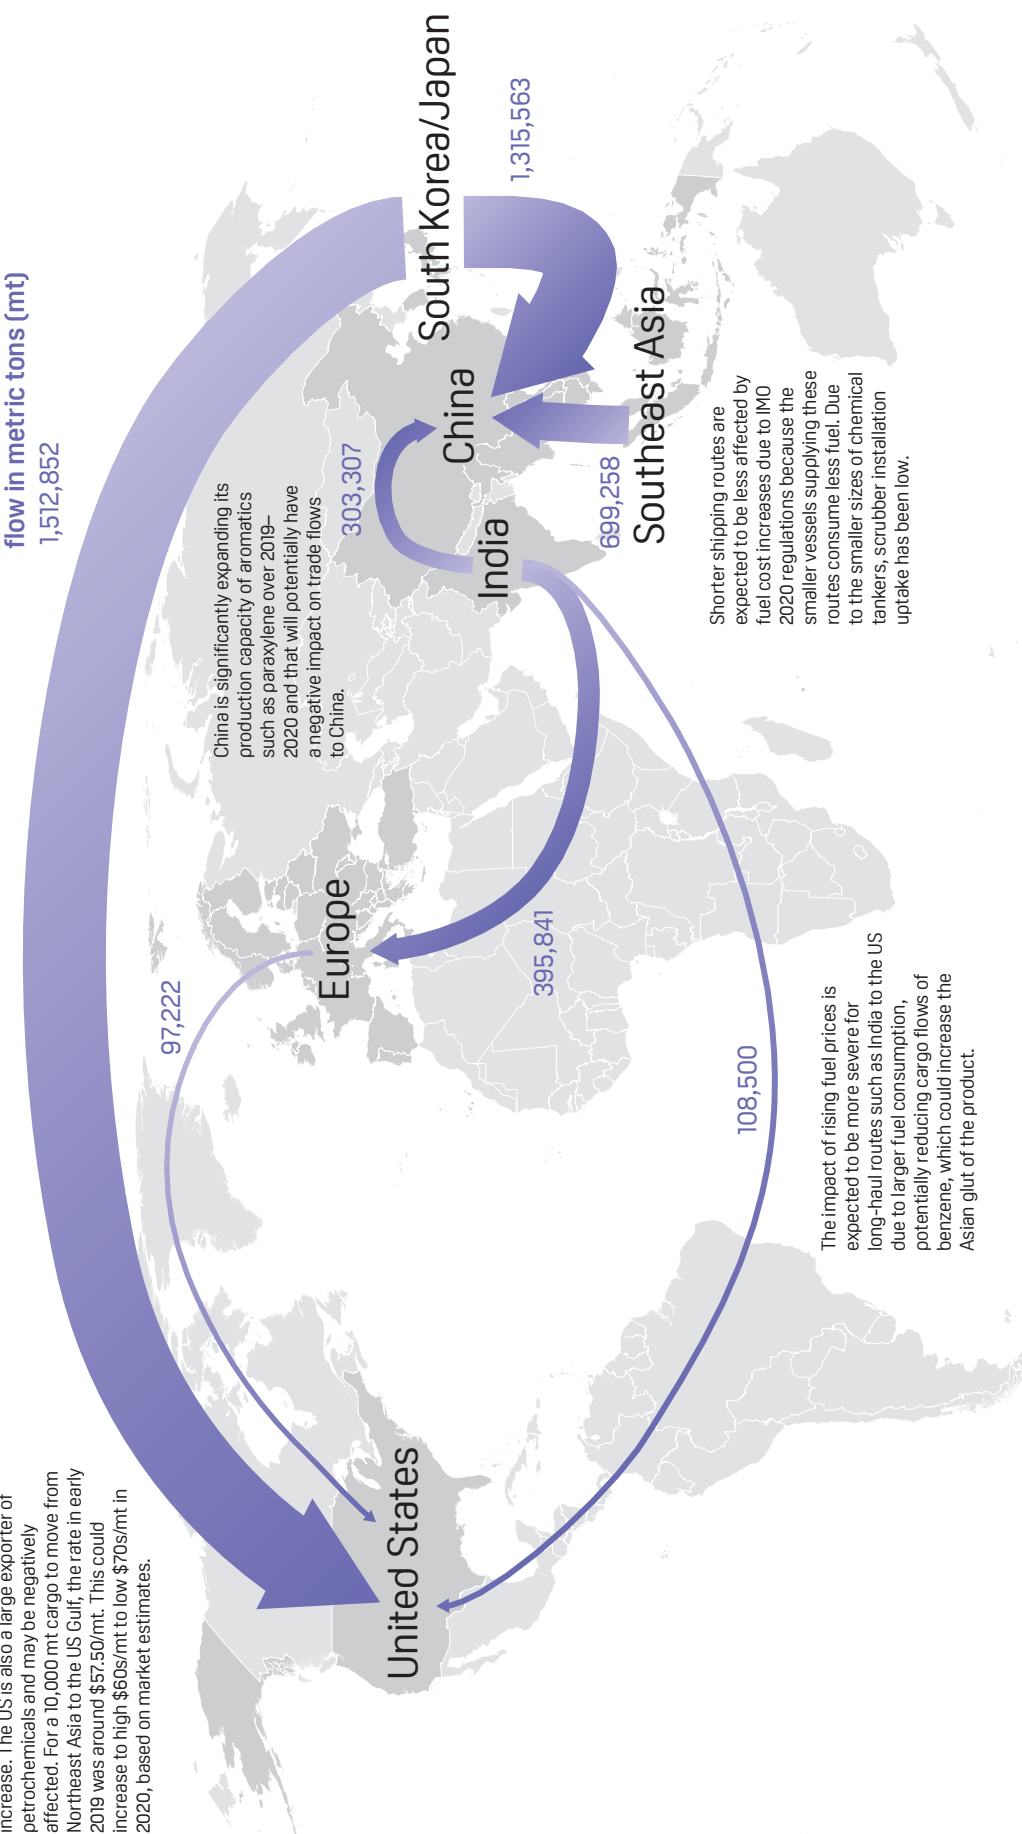 increase. The US is also a large exporter of
petrochemicals and may be negatively
affected. For a 10,000 mt cargo to move from
Northeast Asia to the US Gulf, the rate in early
2019 was around $57.50/mt. This could
increase to high $60s/mt to low $70s/mt in
2020, based on market estimates.
flow in metric tons (mt)
1,512,852
97,222
China is significantly expanding its
production capacity of aromatics
such as paraxylene over 2019–
2020 and that will potentially have
a negative impact on trade flows
to China.
303,307
Europe
United States
China
South Korea/Japan
India
1,315,563
395,841
699,258
Southeast Asia
108,500
Shorter shipping routes are
expected to be less affected by
fuel cost increases due to IMO
2020 regulations because the
smaller vessels supplying these
routes consume less fuel. Due
to the smaller sizes of chemical
tankers, scrubber installation
uptake has been low.
The impact of rising fuel prices is
expected to be more severe for
long-haul routes such as India to the US
due to larger fuel consumption,
potentially reducing cargo flows of
benzene, which could increase the
Asian glut of the product.